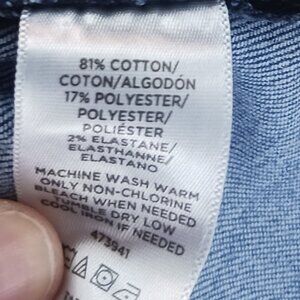 81% COTTON/
COTON/ALGODÓN
17% POLYESTER/
POLYESTER/
POLIÉSTER
2% ELASTANE/
ELASTHANNE/
ELASTANO
MACHINE WASH WARM
ONLY NON-CHLORINE
BLEACH WHEN NEEDED
TUMBLE DRY LOW
COOL IRON IF NEEDED
473941